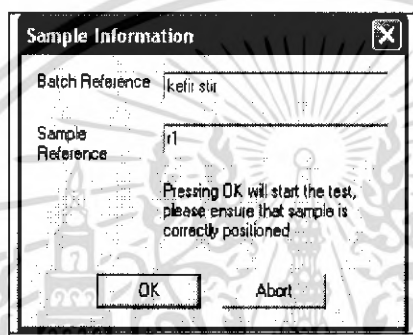 Sample Information
Batch Reference
kefir stir
Sample
Reference
r1
Pressing OK will start the test,
please ensure that sample is
correctly positioned
OK
Abort